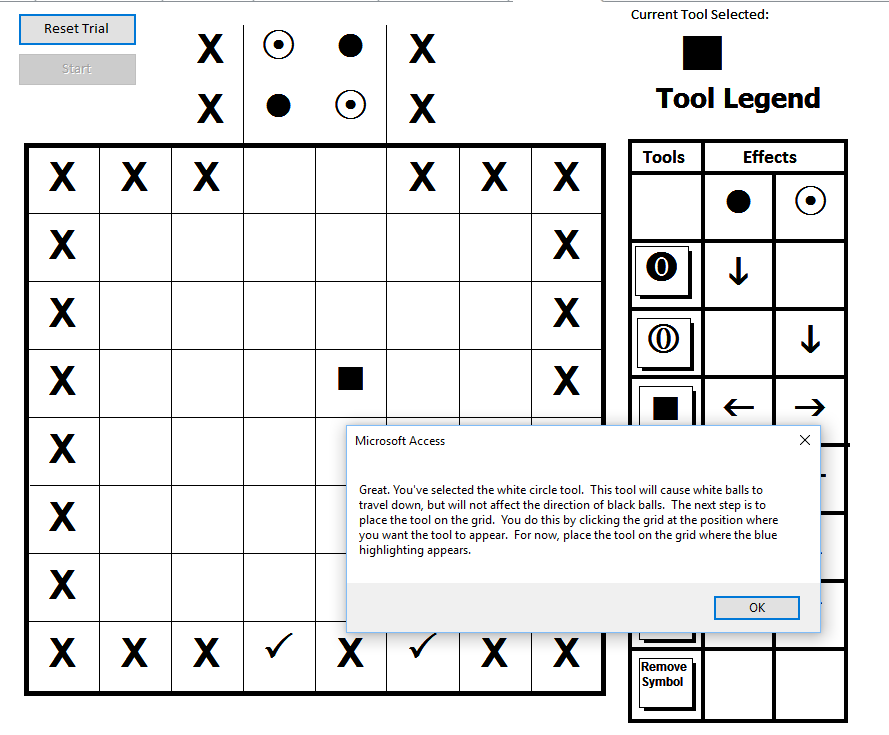 Current Tool Selected:
Reset Trial
Start
X X
X X
Tool Legend
Tools Effects
X X X X X X
X X
0
X X
0
X X
X
Microsoft Access
Great. You've selected the white circle tool. This tool will cause white balls to
travel down, but will not affect the direction of black balls. The next step is to
place the tool on the grid. You do this by clicking the grid at the position where
you want the tool to appear. For now, place the tool on the grid where the blue
highlighting appears.
OK
X
X
X X X ✓ X ✓ X X
Remove
Symbol